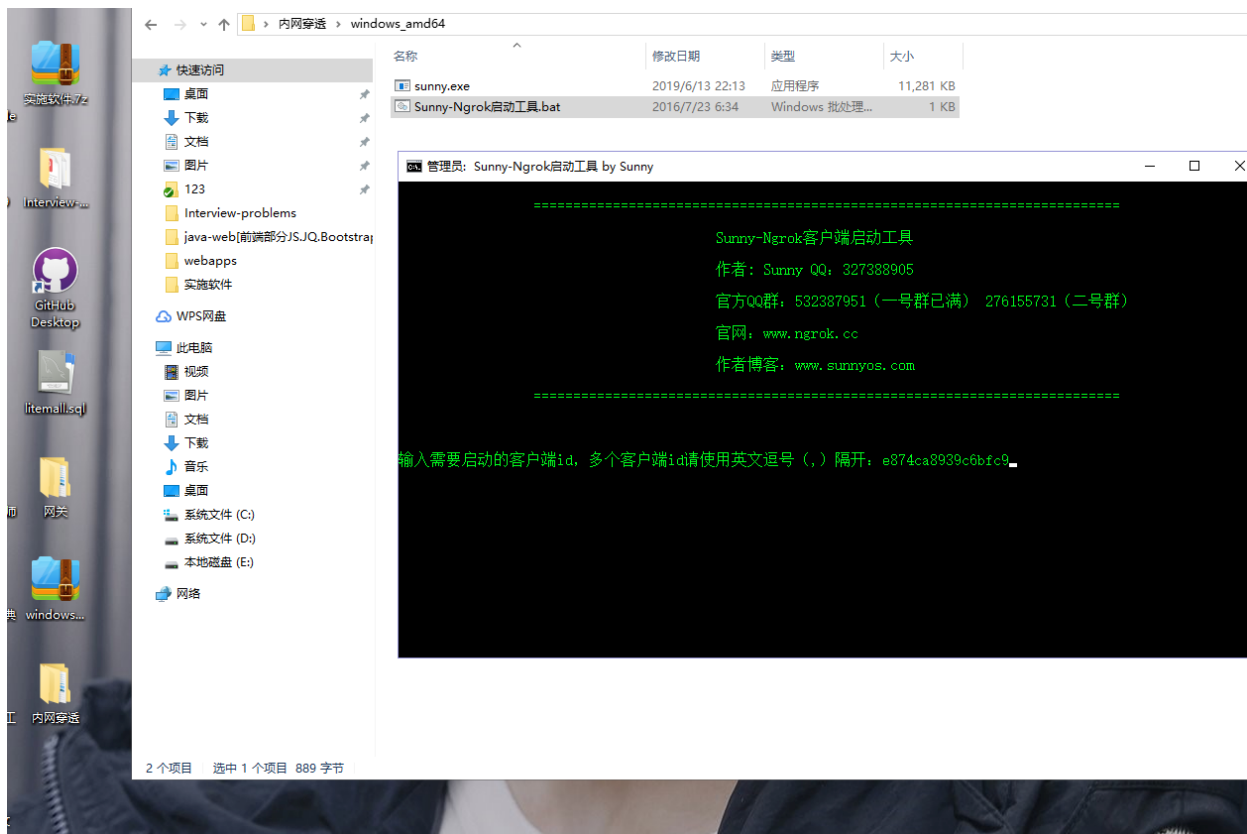 内网穿透 › windows_amd64
名称 修改日期 类型 大小
sunny.exe 2019/6/13 22:13 应用程序 11,281 KB
Sunny-Ngrok启动工具.bat 2016/7/23 6:34 Windows 批处理... 1 KB
快速访问
桌面
下载
文档
图片
123
Interview-problems
java-web[前端部分JS.JQ.Bootstrap
webapps
实施软件
WPS网盘
此电脑
视频
图片
文档
下载
音乐
桌面
系统文件 (C:)
系统文件 (D:)
本地磁盘 (E:)
网络
2 个项目 选中 1 个项目 889 字节
管理员: Sunny-Ngrok启动工具 by Sunny
==========================================================================
Sunny-Ngrok客户端启动工具
作者: Sunny QQ：327388905
官方QQ群：532387951（一号群已满） 276155731（二号群）
官网：www.ngrok.cc
作者博客：www.sunnyos.com
==========================================================================
输入需要启动的客户端id，多个客户端id请使用英文逗号（,）隔开：e874ca8939c6bfc9
实施软件.7z
Interview-...
GitHub
Desktop
litemall.sql
网关
windows...
内网穿透